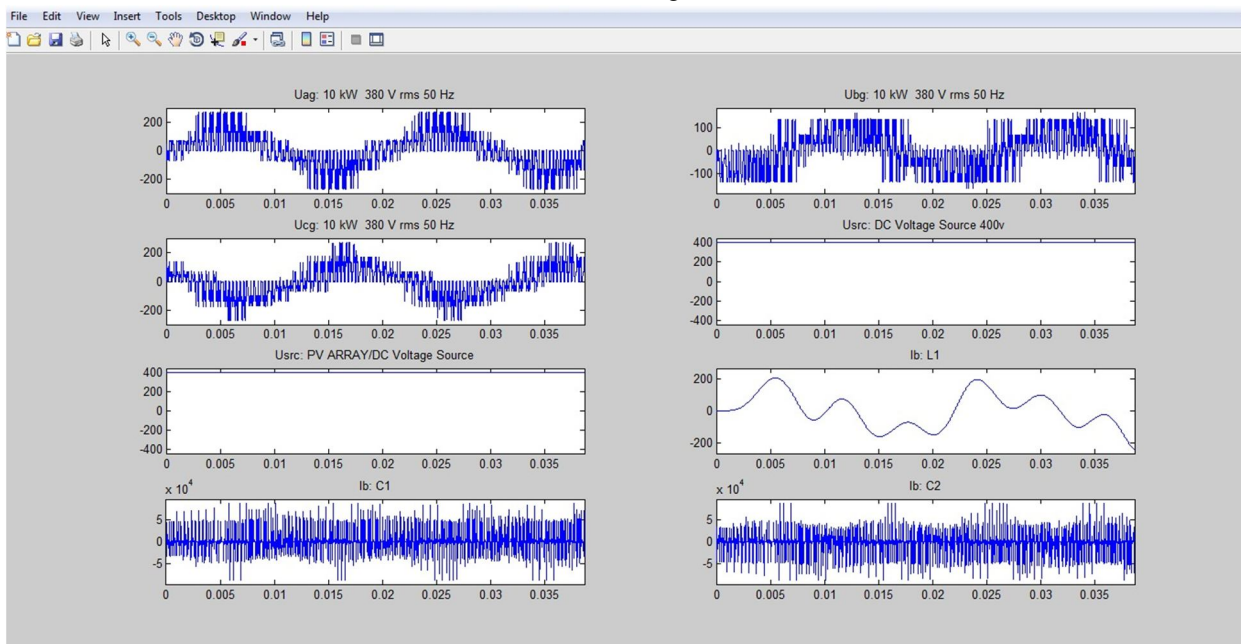 File Edit View Insert Tools Desktop Window Help
Uag: 10 kW 380 V rms 50 Hz
200
0
-200
0 0.005 0.01 0.015 0.02 0.025 0.03 0.035
Ubg: 10 kW 380 V rms 50 Hz
100
0
-100
0 0.005 0.01 0.015 0.02 0.025 0.03 0.035
Ucg: 10 kW 380 V rms 50 Hz
200
0
-200
0 0.005 0.01 0.015 0.02 0.025 0.03 0.035
Usrc: DC Voltage Source 400v
400
200
0
-200
-400
0 0.005 0.01 0.015 0.02 0.025 0.03 0.035
Usrc: PV ARRAY/DC Voltage Source
400
200
0
-200
-400
0 0.005 0.01 0.015 0.02 0.025 0.03 0.035
Ib: L1
200
0
-200
0 0.005 0.01 0.015 0.02 0.025 0.03 0.035
x 10^4 Ib: C1
5
0
-5
0 0.005 0.01 0.015 0.02 0.025 0.03 0.035
x 10^4 Ib: C2
5
0
-5
0 0.005 0.01 0.015 0.02 0.025 0.03 0.035